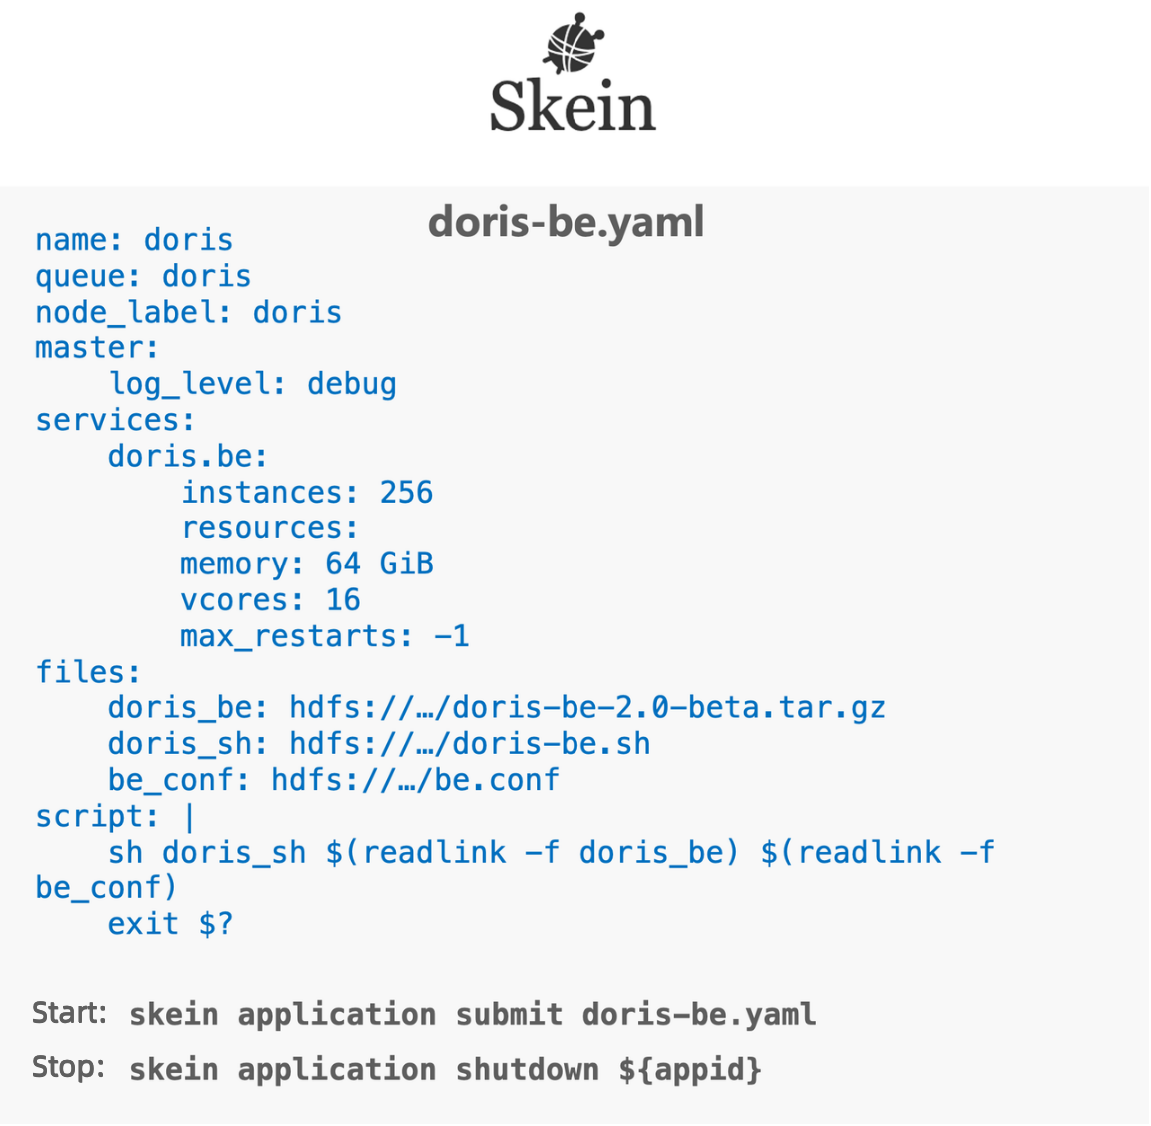 Skein
doris-be.yaml
name: doris
queue: doris
node_label: doris
master:
    log_level: debug
services:
    doris.be:
        instances: 256
        resources:
        memory: 64 GiB
        vcores: 16
        max_restarts: -1
files:
    doris_be: hdfs://…/doris-be-2.0-beta.tar.gz
    doris_sh: hdfs://…/doris-be.sh
    be_conf: hdfs://…/be.conf
script: |
    sh doris_sh $(readlink -f doris_be) $(readlink -f
be_conf)
    exit $?
Start: skein application submit doris-be.yaml
Stop: skein application shutdown ${appid}